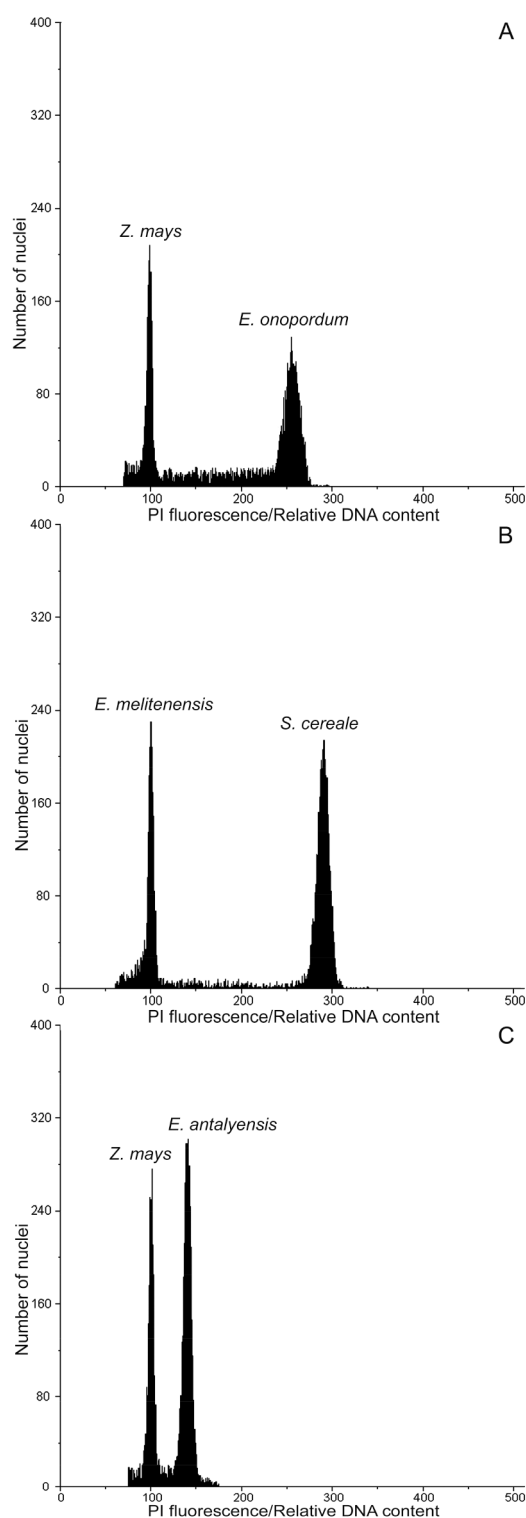 A
400
320
240
160
80
0
Number of nuclei
Z. mays
E. onopordum
0 100 200 300 400 500
PI fluorescence/Relative DNA content
B
400
320
240
160
80
0
Number of nuclei
E. melitenensis
S. cereale
0 100 200 300 400 500
PI fluorescence/Relative DNA content
C
400
320
240
160
80
0
Number of nuclei
E. antalyensis
Z. mays
0 100 200 300 400 500
PI fluorescence/Relative DNA content